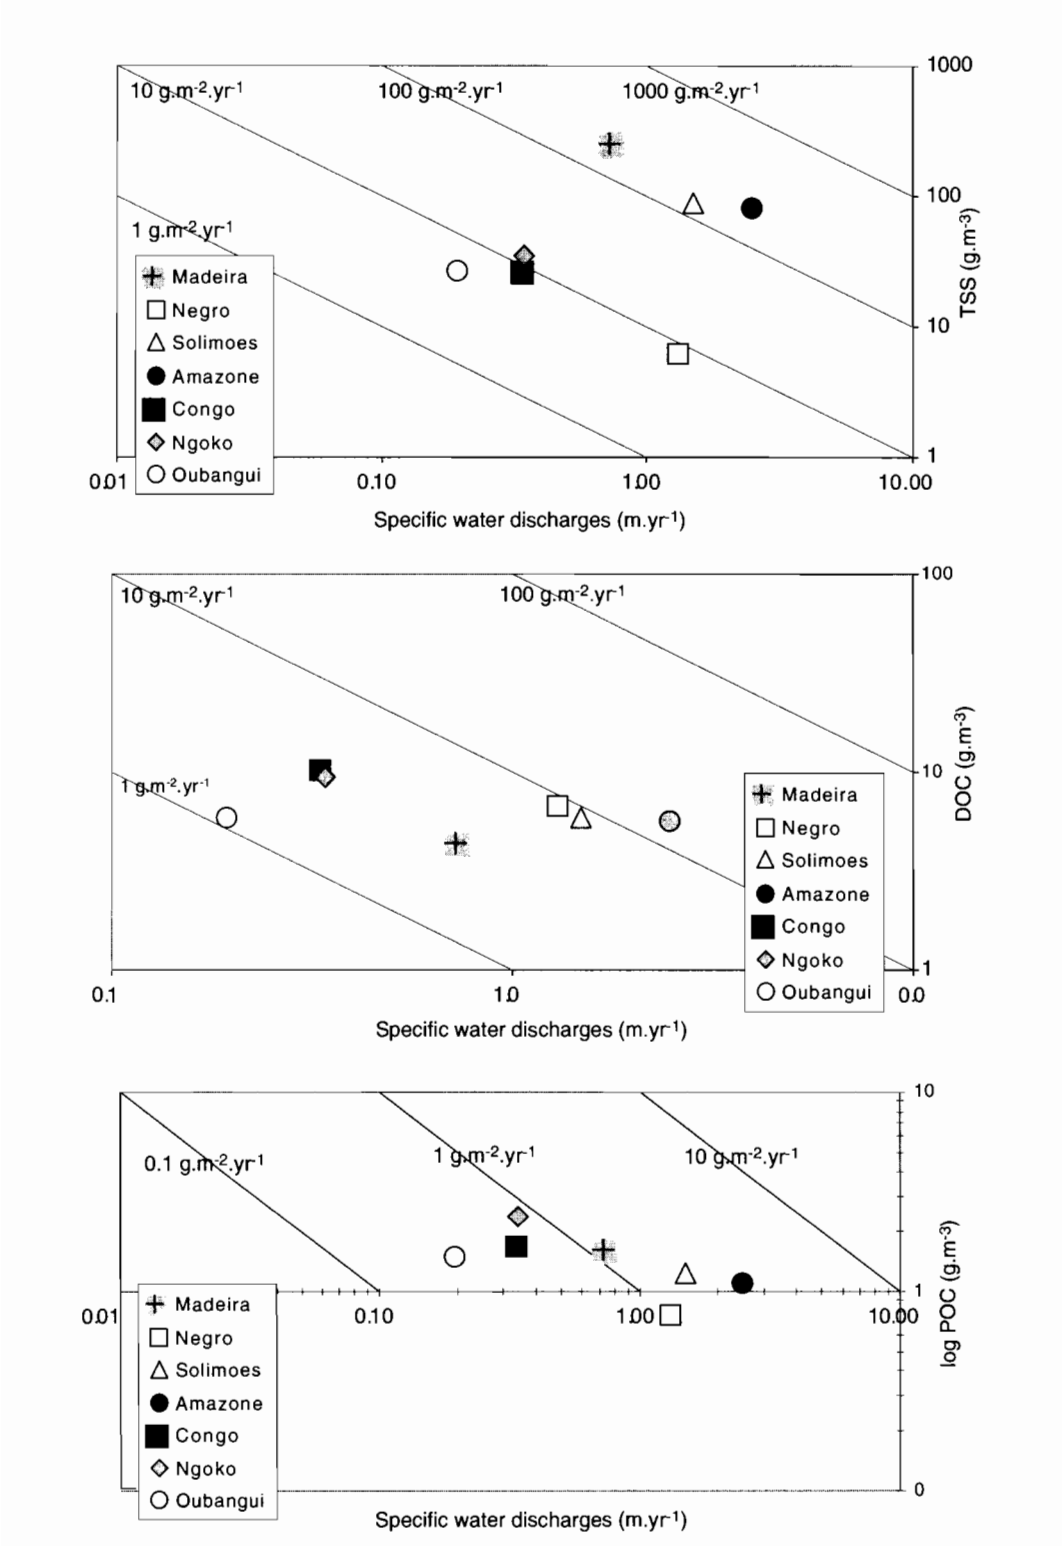 1000
10 g.m-2.yr-1 100 g.m-2.yr-1 1000 g.m-2.yr-1
100
1 g.m-2.yr-1
TSS (g.m-3)
Madeira
Negro
10
Solimoes
Amazone
Congo
Ngoko
1
Oubangui
0.01 0.10 1.00 10.00
Specific water discharges (m.yr-1)
100
10 g.m-2.yr-1 100 g.m-2.yr-1
DOC (g.m-3)
10
1 g.m-2.yr-1
Madeira
Negro
Solimoes
Amazone
Congo
Ngoko
1
Oubangui
0.1 1.0 0.0
Specific water discharges (m.yr-1)
10
0.1 g.m-2.yr-1 1 g.m-2.yr-1 10 g.m-2.yr-1
log POC (g.m-3)
1
0.01 0.10 1.00 10.00
Madeira
Negro
Solimoes
Amazone
Congo
Ngoko
0
Oubangui
Specific water discharges (m.yr-1)